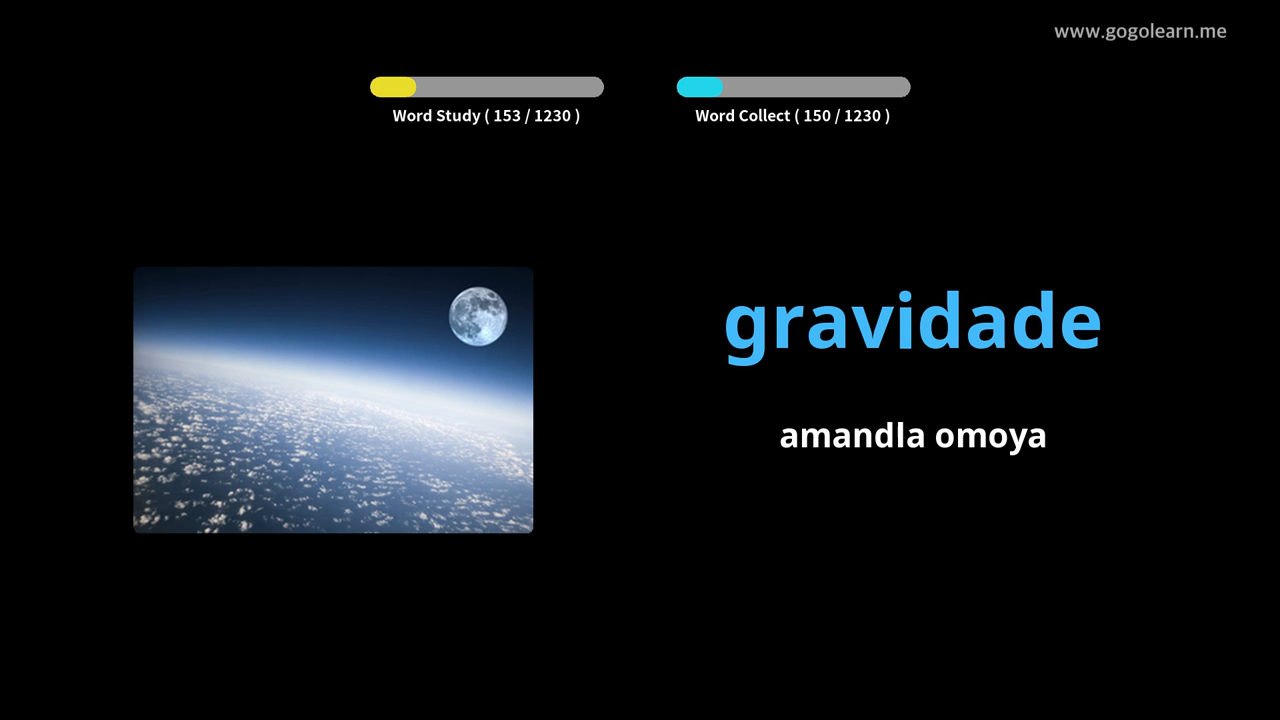 www.gogolearn.me
Word Study ( 153 / 1230 )
Word Collect ( 150 / 1230 )
gravidade
amandla omoya